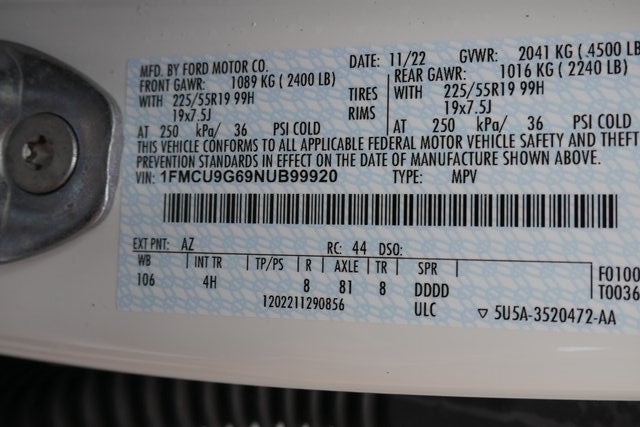 MFD. BY FORD MOTOR CO.
DATE: 11/22 GVWR: 2041 KG ( 4500 LB
FRONT GAWR: 1089 KG ( 2400 LB)
REAR GAWR: 1016 KG ( 2240 LB)
WITH 225/55R19 99H TIRES WITH 225/55R19 99H
19x7.5J RIMS 19x7.5J
AT 250 kPa/ 36 PSI COLD AT 250 kPa/ 36 PSI COLD
THIS VEHICLE CONFORMS TO ALL APPLICABLE FEDERAL MOTOR VEHICLE SAFETY AND THEFT
PREVENTION STANDARDS IN EFFECT ON THE DATE OF MANUFACTURE SHOWN ABOVE.
VIN: 1FMCU9G69NUB99920 TYPE: MPV
EXT PNT: AZ RC: 44 DSO:
WB INT TR TP/PS R AXLE TR SPR
106 4H 8 81 8 DDDD
F0100
T0036
1202211290856 ULC ▽ 5U5A-3520472-AA